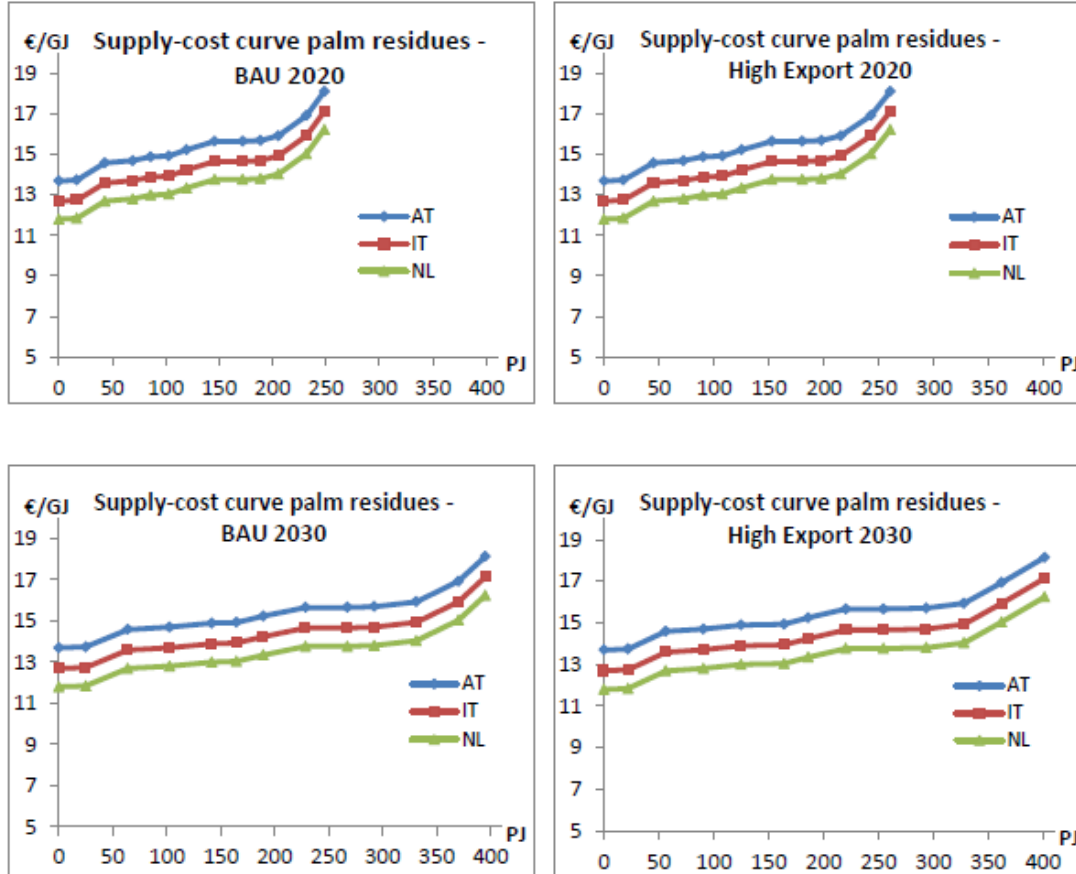 €/GJ
Supply-cost curve palm residues -
BAU 2020
19
17
15
13
11
9
7
5
0 50 100 150 200 250 300 350 400
PJ
AT
IT
NL
€/GJ
Supply-cost curve palm residues -
High Export 2020
19
17
15
13
11
9
7
5
0 50 100 150 200 250 300 350 400
PJ
AT
IT
NL
€/GJ
Supply-cost curve palm residues -
BAU 2030
19
17
15
13
11
9
7
5
0 50 100 150 200 250 300 350 400
PJ
AT
IT
NL
€/GJ
Supply-cost curve palm residues -
High Export 2030
19
17
15
13
11
9
7
5
0 50 100 150 200 250 300 350 400
PJ
AT
IT
NL